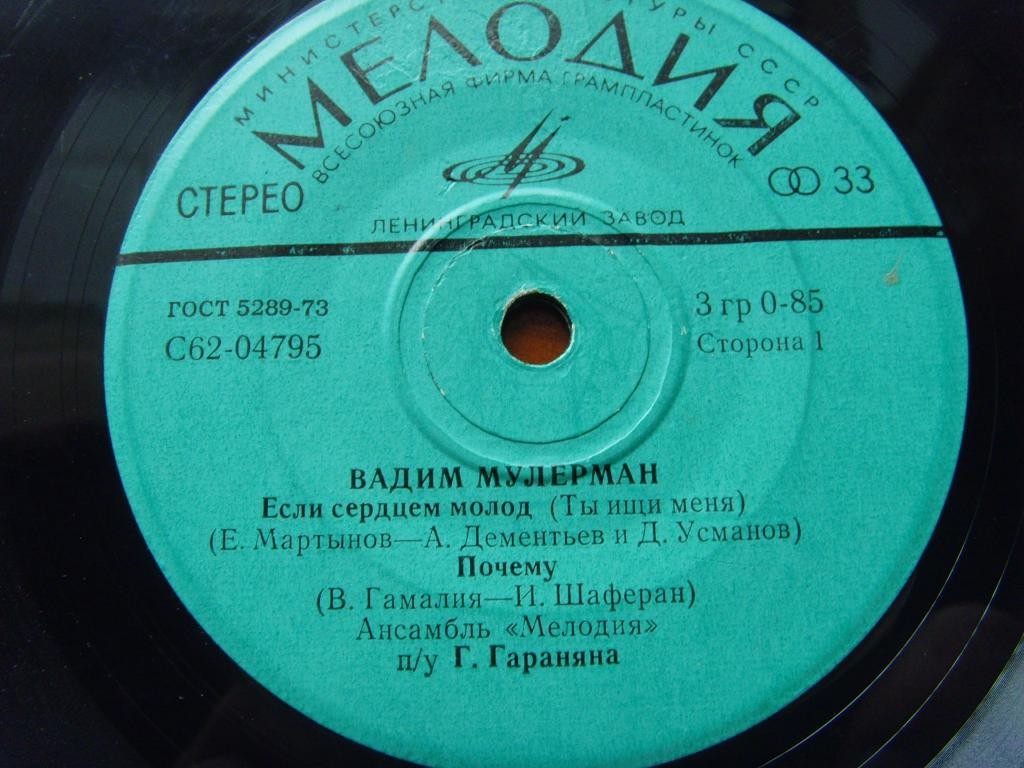 МИНИСТЕРСТВО КУЛЬТУРЫ СССР
МЕЛОДИЯ
ВСЕСОЮЗНАЯ ФИРМА ГРАМПЛАСТИНОК
СТЕРЕО
33
ЛЕНИНГРАДСКИЙ ЗАВОД
ГОСТ 5289-73
3 гр 0-85
С62-04795
Сторона 1
ВАДИМ МУЛЕРМАН
Если сердцем молод (Ты ищи меня)
(Е. Мартынов—А. Дементьев и Д. Усманов)
Почему
(В. Гамалия—И. Шаферан)
Ансамбль «Мелодия»
п/у Г. Гараняна